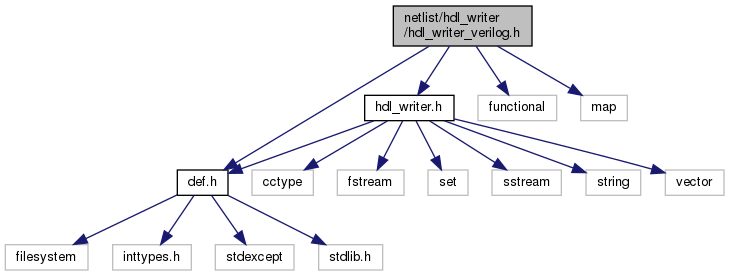 netlist/hdl_writer
/hdl_writer_verilog.h
hdl_writer.h
functional
map
def.h
cctype
fstream
set
sstream
string
vector
filesystem
inttypes.h
stdexcept
stdlib.h